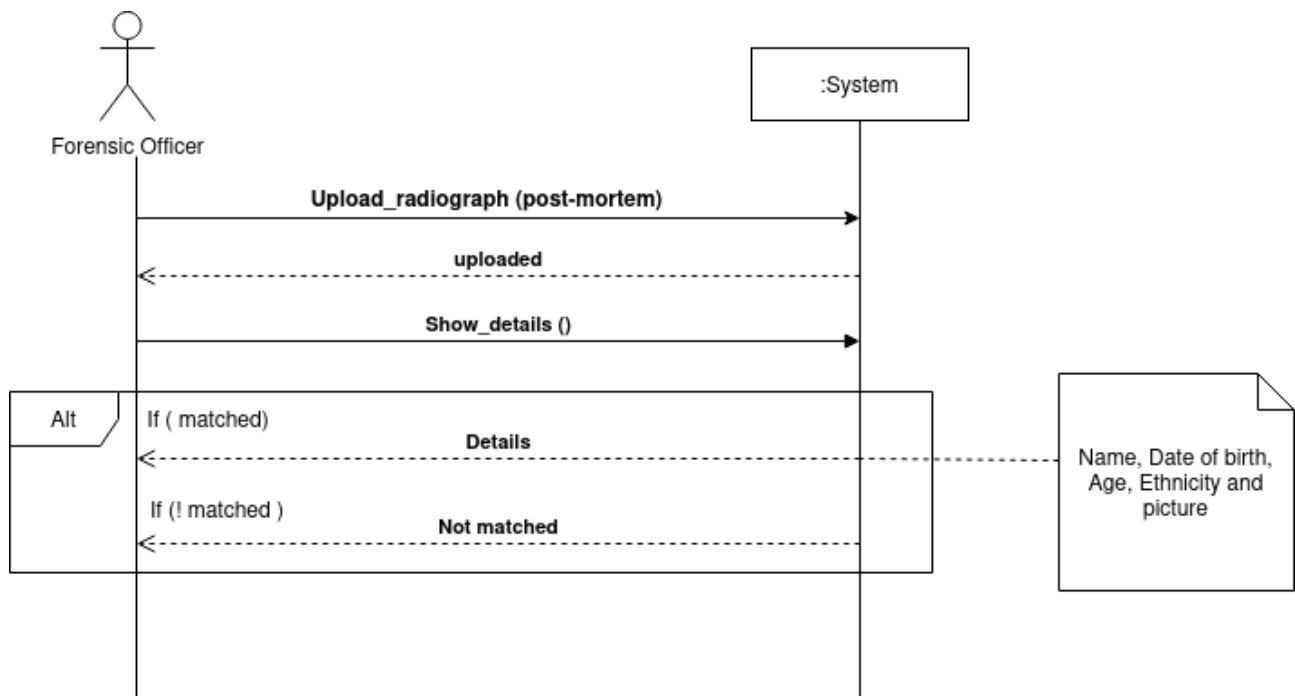 :System
Forensic Officer
Upload_radiograph (post-mortem)
uploaded
Show_details ()
Alt
If ( matched)
Details
Name, Date of birth,
Age, Ethnicity and
picture
If (! matched )
Not matched